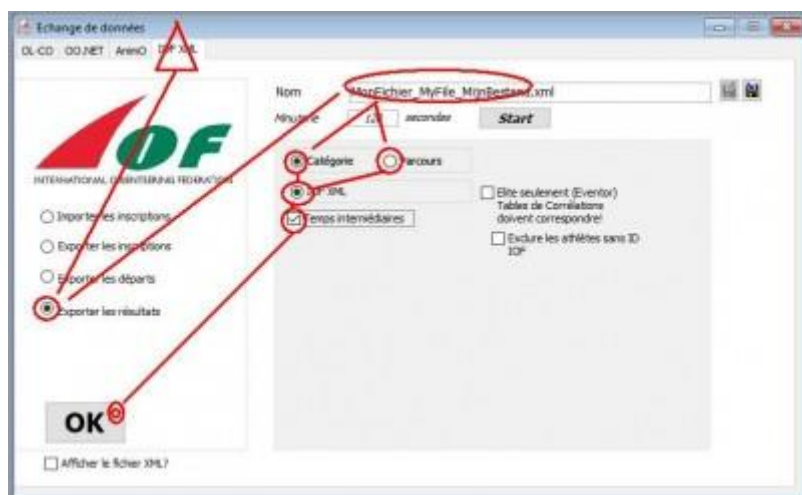 Echange de données
OL-CO OO.NET AnimO IOF XML
IOF
INTERNATIONAL ORIENTEERING FEDERATION
Nom MonFichier_MyFile_MijnBestand.xml
Minuterie 120 secondes Start
Catégorie Parcours
IOF XML
Temps intermédiaires
Elite seulement (Eventor)
Tables de Corrélations
doivent correspondre!
Exclure les athlètes sans ID
IOF
Importer les inscriptions
Exporter les inscriptions
Exporter les départs
Exporter les résultats
OK
Afficher le fichier XML?